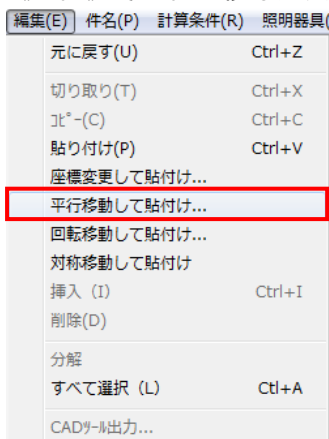 編集(E) 件名(P) 計算条件(R) 照明器具(
元に戻す(U) Ctrl+Z
切り取り(T) Ctrl+X
ｺﾋﾟｰ(C) Ctrl+C
貼り付け(P) Ctrl+V
座標変更して貼付け...
平行移動して貼付け...
回転移動して貼付け...
対称移動して貼付け
挿入（I） Ctrl+I
削除(D)
分解
すべて選択（L） Ctl+A
CADﾂｰﾙ出力...